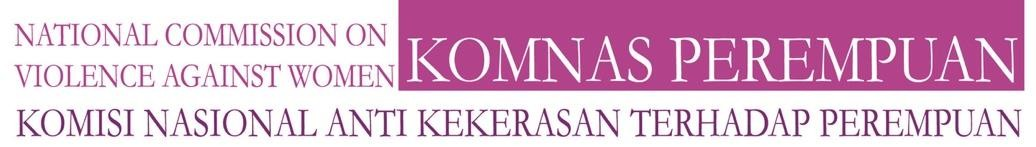 NATIONAL COMMISSION ON
VIOLENCE AGAINST WOMEN
KOMNAS PEREMPUAN
KOMISI NASIONAL ANTI KEKERASAN TERHADAP PEREMPUAN